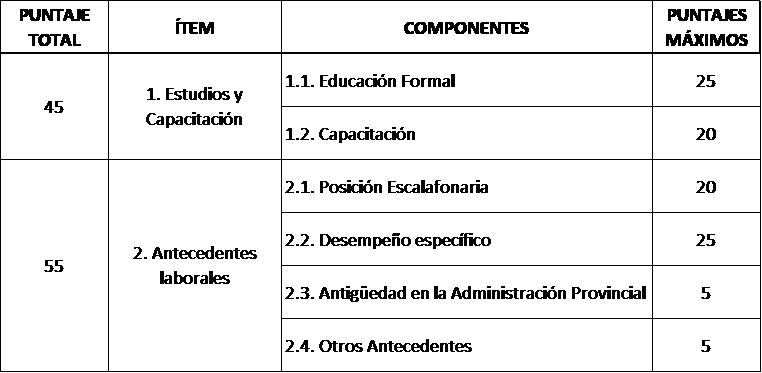 PUNTAJE TOTAL ÍTEM COMPONENTES PUNTAJES MÁXIMOS
45 1. Estudios y Capacitación 1.1. Educación Formal 25
1.2. Capacitación 20
55 2. Antecedentes laborales 2.1. Posición Escalafonaria 20
2.2. Desempeño específico 25
2.3. Antigüedad en la Administración Provincial 5
2.4. Otros Antecedentes 5